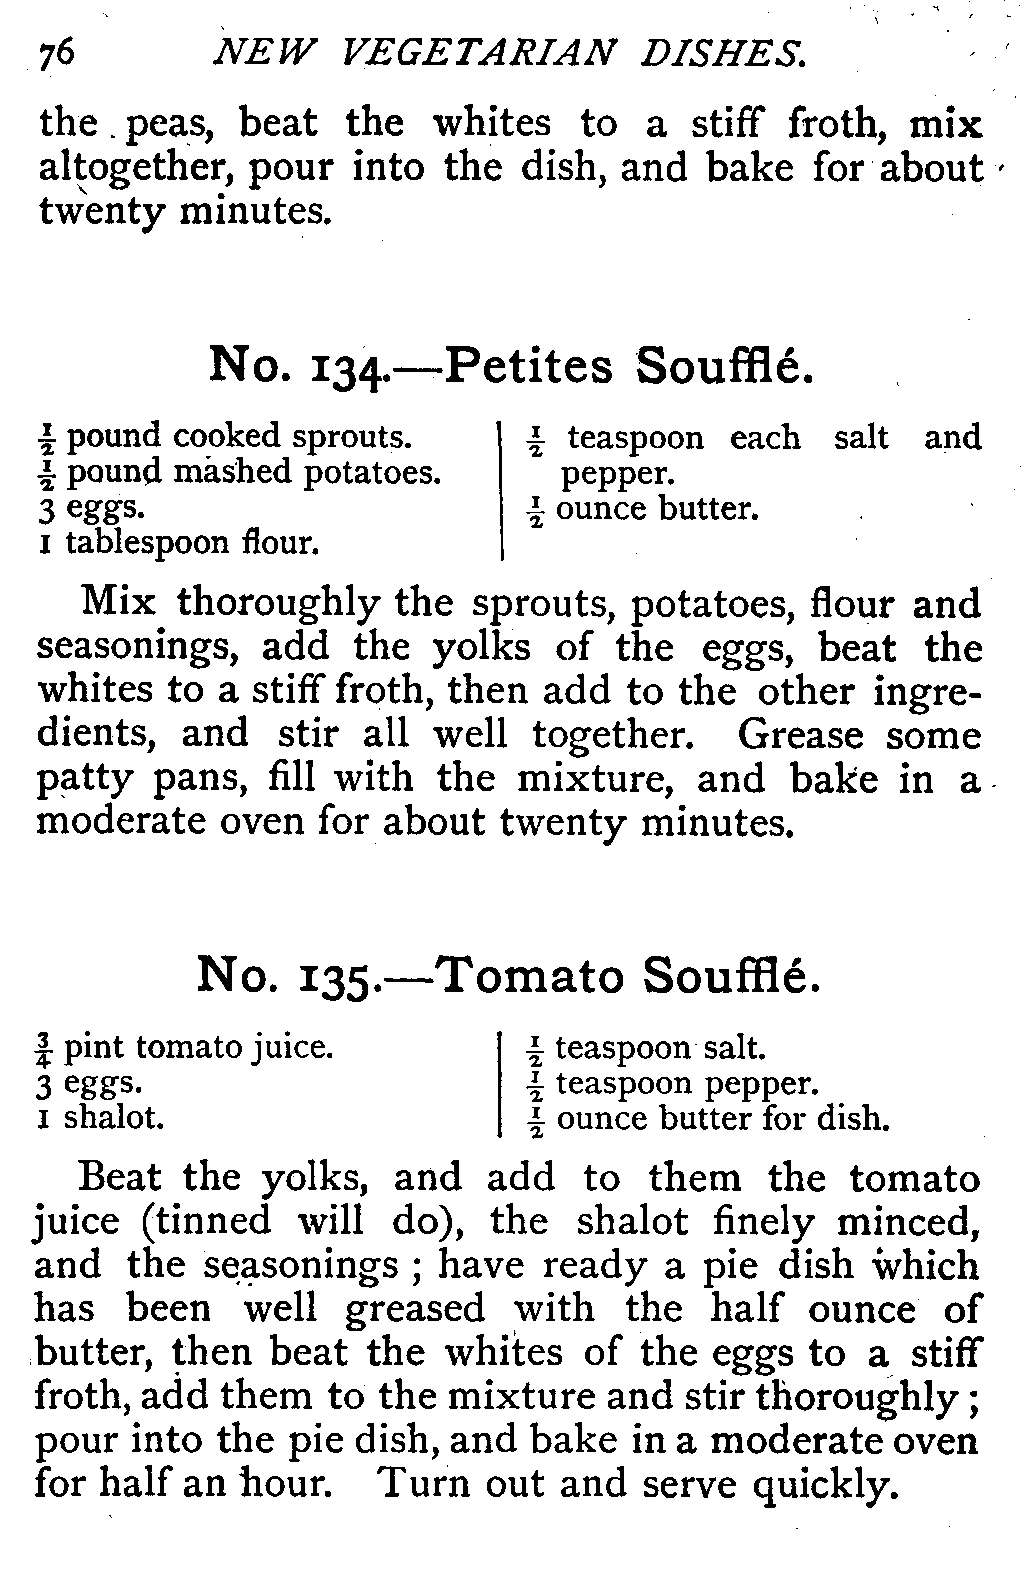 76 NEW VEGETARIAN DISHES.
the peas, beat the whites to a stiff froth, mix
altogether, pour into the dish, and bake for about
twenty minutes.
No. 134.—Petites Soufflé.
½ pound cooked sprouts.
½ pound mashed potatoes.
3 eggs.
1 tablespoon flour.
½ teaspoon each salt and
pepper.
½ ounce butter.
Mix thoroughly the sprouts, potatoes, flour and
seasonings, add the yolks of the eggs, beat the
whites to a stiff froth, then add to the other ingre-
dients, and stir all well together. Grease some
patty pans, fill with the mixture, and bake in a
moderate oven for about twenty minutes.
No. 135.—Tomato Soufflé.
¾ pint tomato juice.
3 eggs.
1 shalot.
½ teaspoon salt.
½ teaspoon pepper.
½ ounce butter for dish.
Beat the yolks, and add to them the tomato
juice (tinned will do), the shalot finely minced,
and the seasonings ; have ready a pie dish which
has been well greased with the half ounce of
butter, then beat the whites of the eggs to a stiff
froth, add them to the mixture and stir thoroughly ;
pour into the pie dish, and bake in a moderate oven
for half an hour. Turn out and serve quickly.